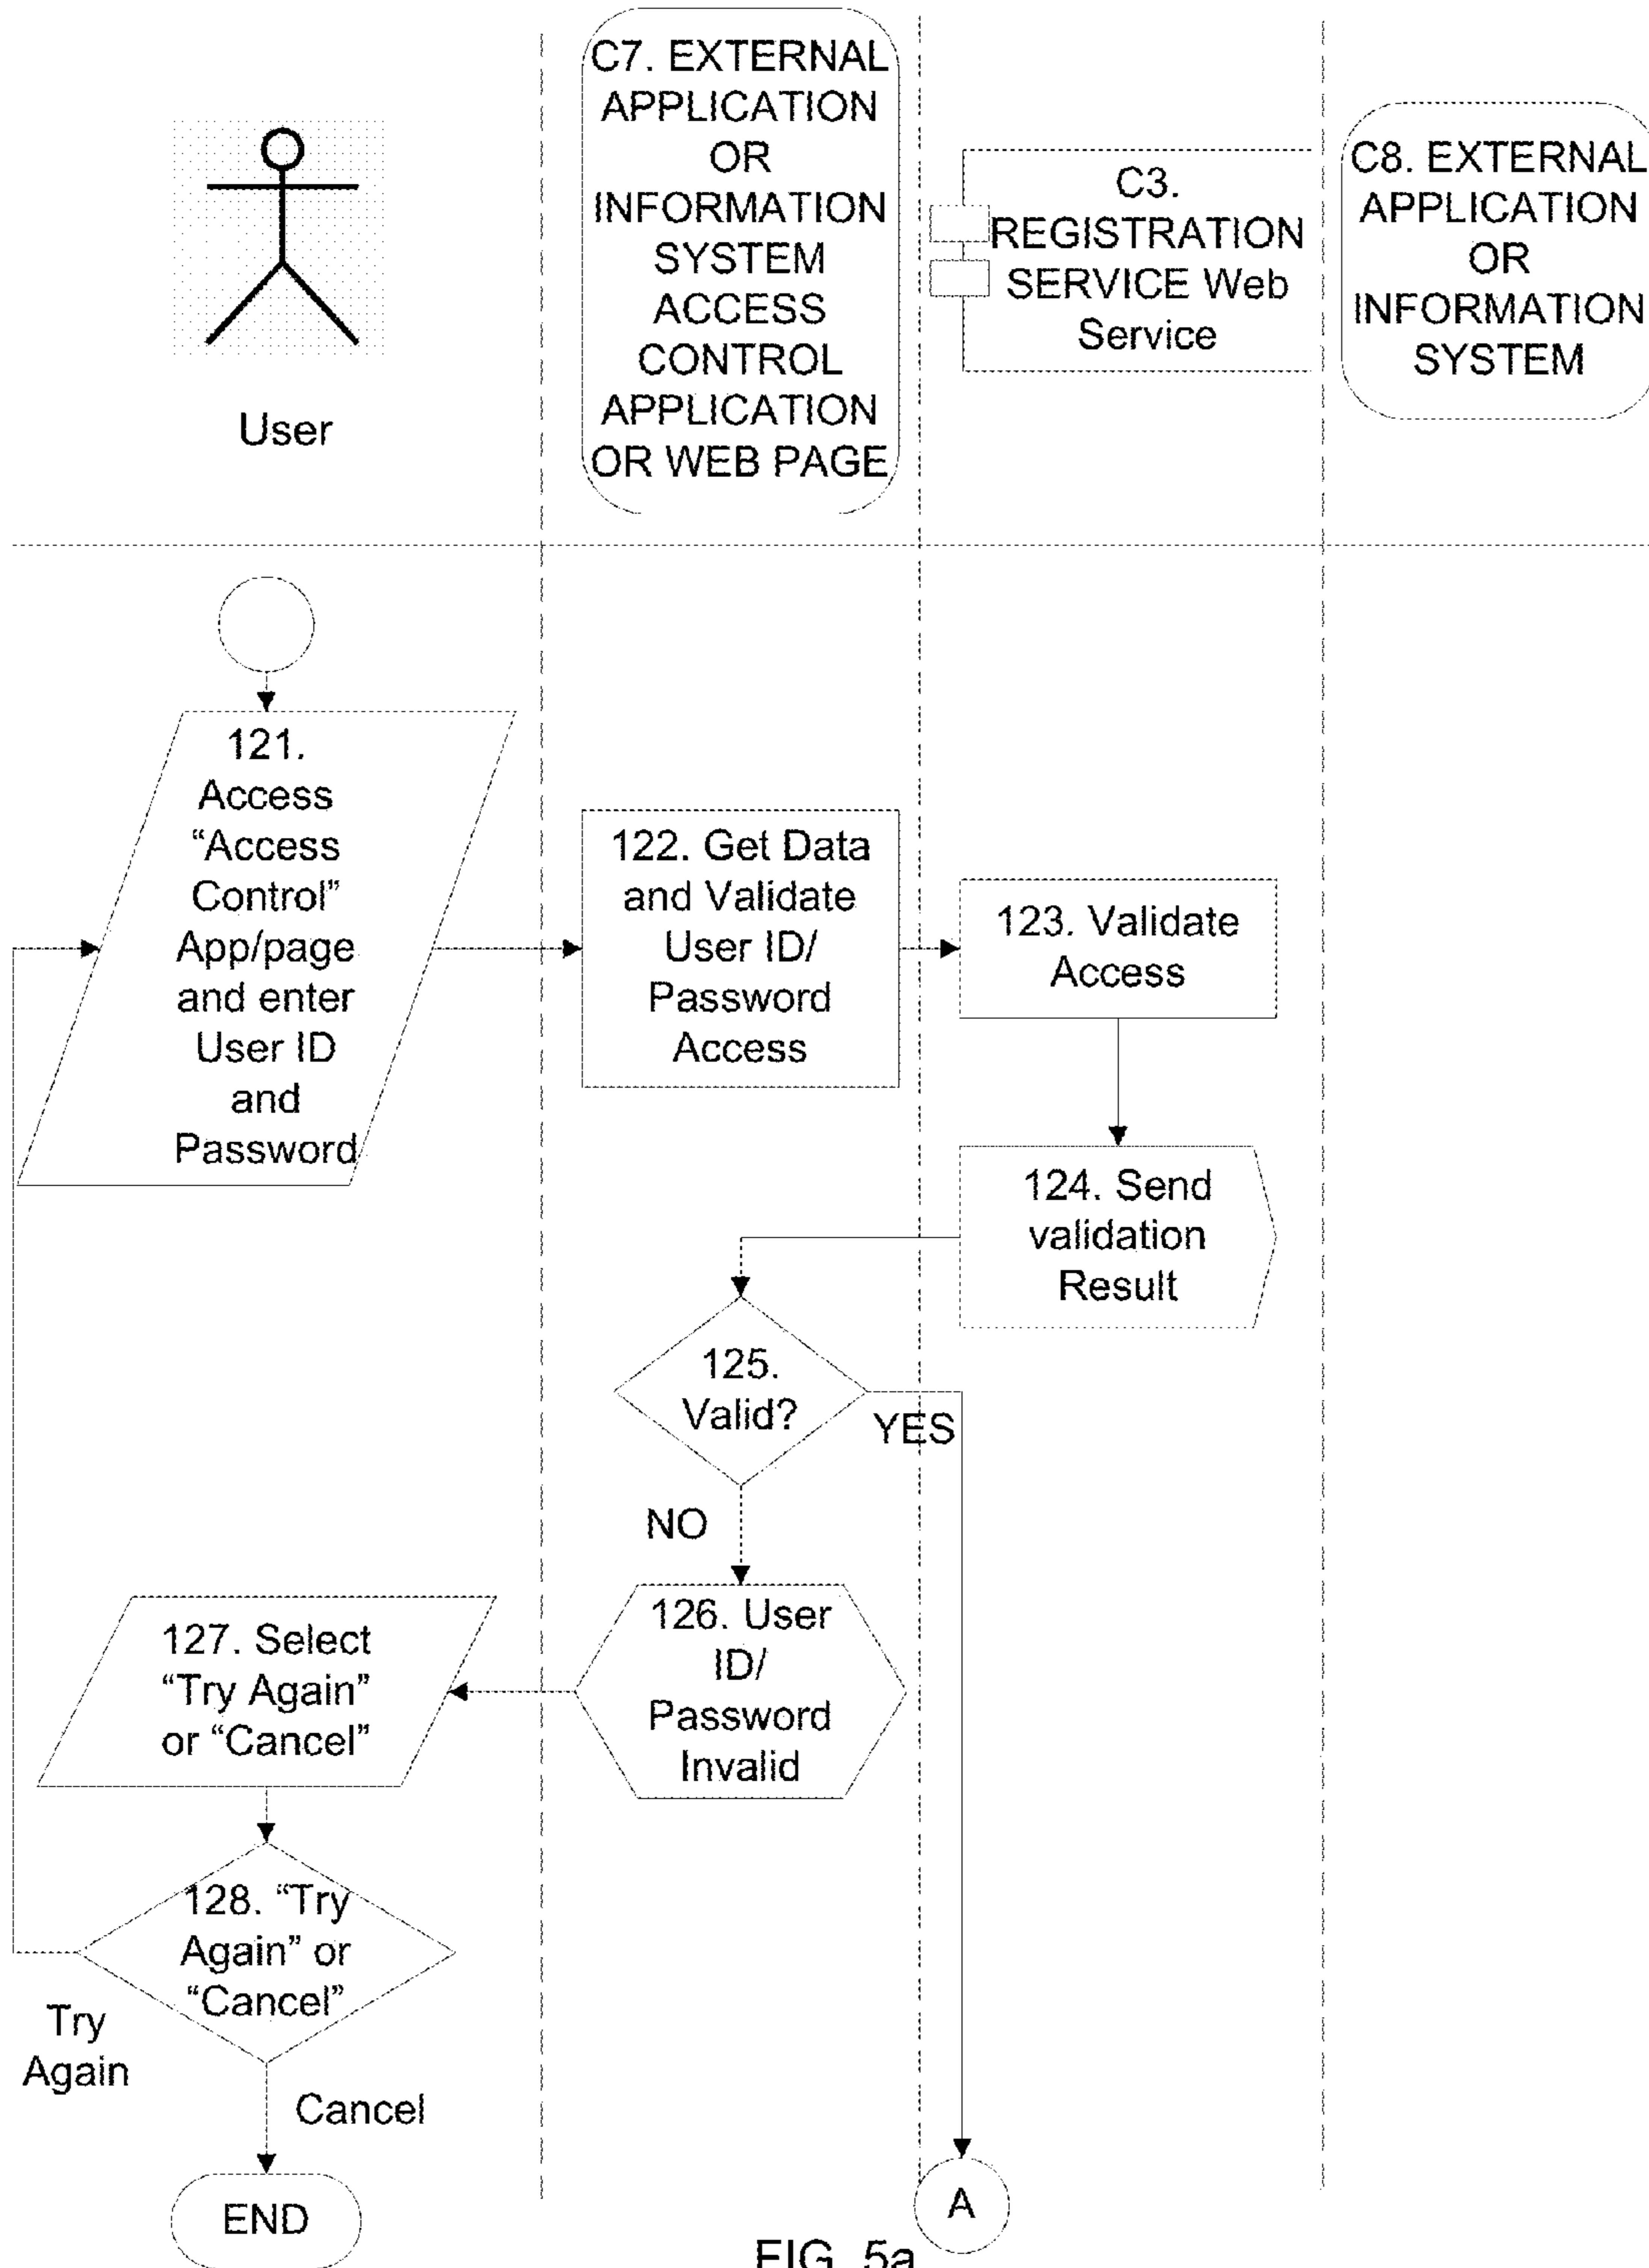 User
C7. EXTERNAL
APPLICATION
OR
INFORMATION
SYSTEM
ACCESS
CONTROL
APPLICATION
OR WEB PAGE
C3.
REGISTRATION
SERVICE Web
Service
C8. EXTERNAL
APPLICATION
OR
INFORMATION
SYSTEM
121.
Access
“Access
Control”
App/page
and enter
User ID
and
Password
122. Get Data
and Validate
User ID/
Password
Access
123. Validate
Access
124. Send
validation
Result
125.
Valid?
YES
NO
126. User
ID/
Password
Invalid
127. Select
“Try Again”
or “Cancel”
128. “Try
Again” or
“Cancel”
Try
Again
Cancel
END
A
FIG. 5a